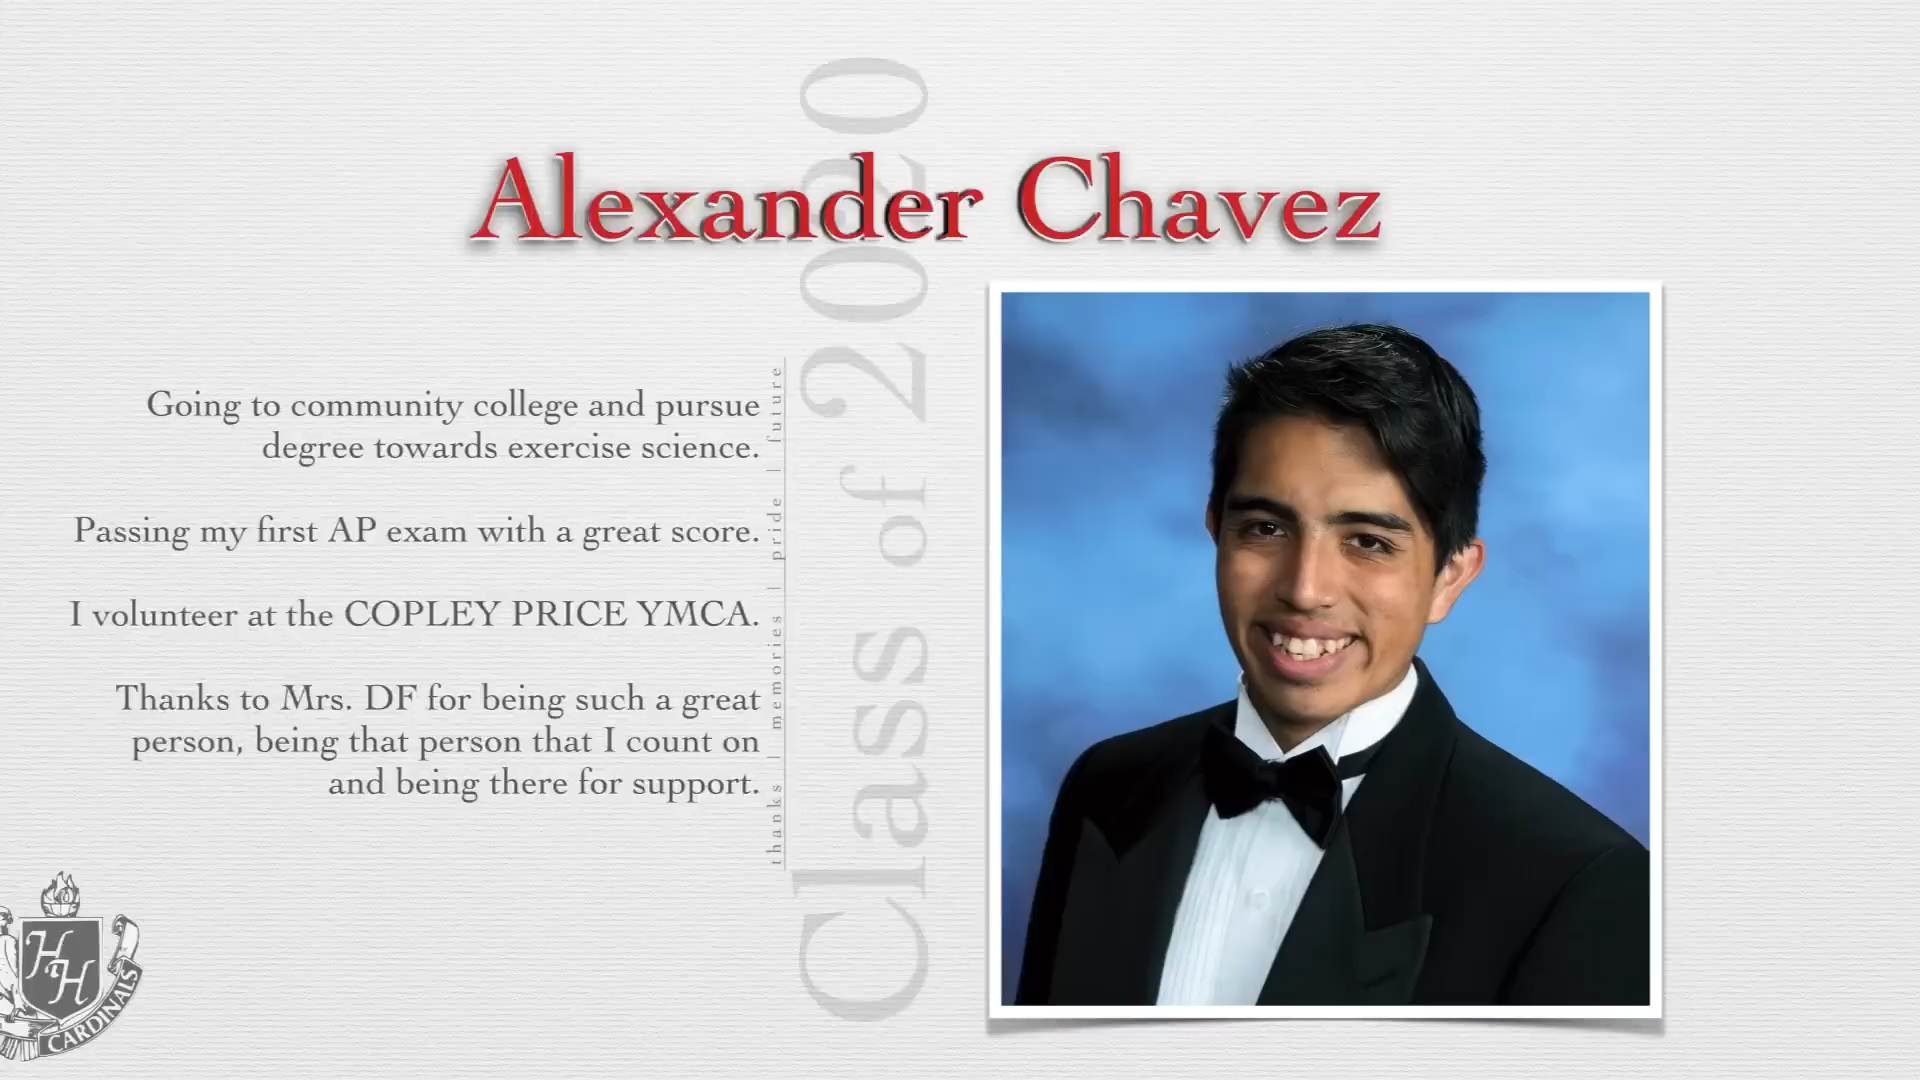 Alexander Chavez
Going to community college and pursue
degree towards exercise science.
Passing my first AP exam with a great score.
I volunteer at the COPLEY PRICE YMCA.
Thanks to Mrs. DF for being such a great
person, being that person that I count on
and being there for support.
thanks | memories | pride | future
Class of 2020
HH
CARDINALS